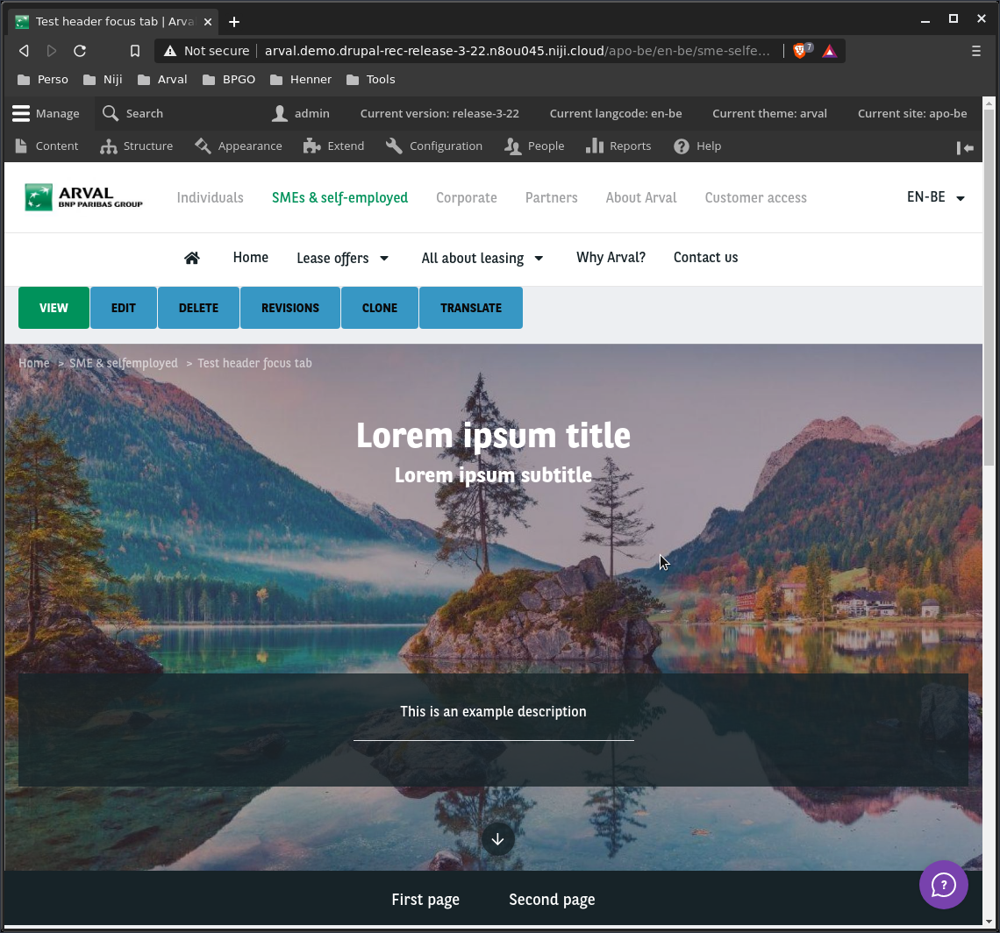 Test header focus tab | Arva
Not secure arval.demo.drupal-rec-release-3-22.n8ou045.niji.cloud/apo-be/en-be/sme-selfe... 7
Perso Niji Arval BPGO Henner Tools
Manage Search admin Current version: release-3-22 Current langcode: en-be Current theme: arval Current site: apo-be
Content Structure Appearance Extend Configuration People Reports Help
ARVAL
BNP PARIBAS GROUP
Individuals SMEs & self-employed Corporate Partners About Arval Customer access EN-BE
Home Lease offers All about leasing Why Arval? Contact us
VIEW EDIT DELETE REVISIONS CLONE TRANSLATE
Home > SME & selfemployed > Test header focus tab
Lorem ipsum title
Lorem ipsum subtitle
This is an example description
First page Second page